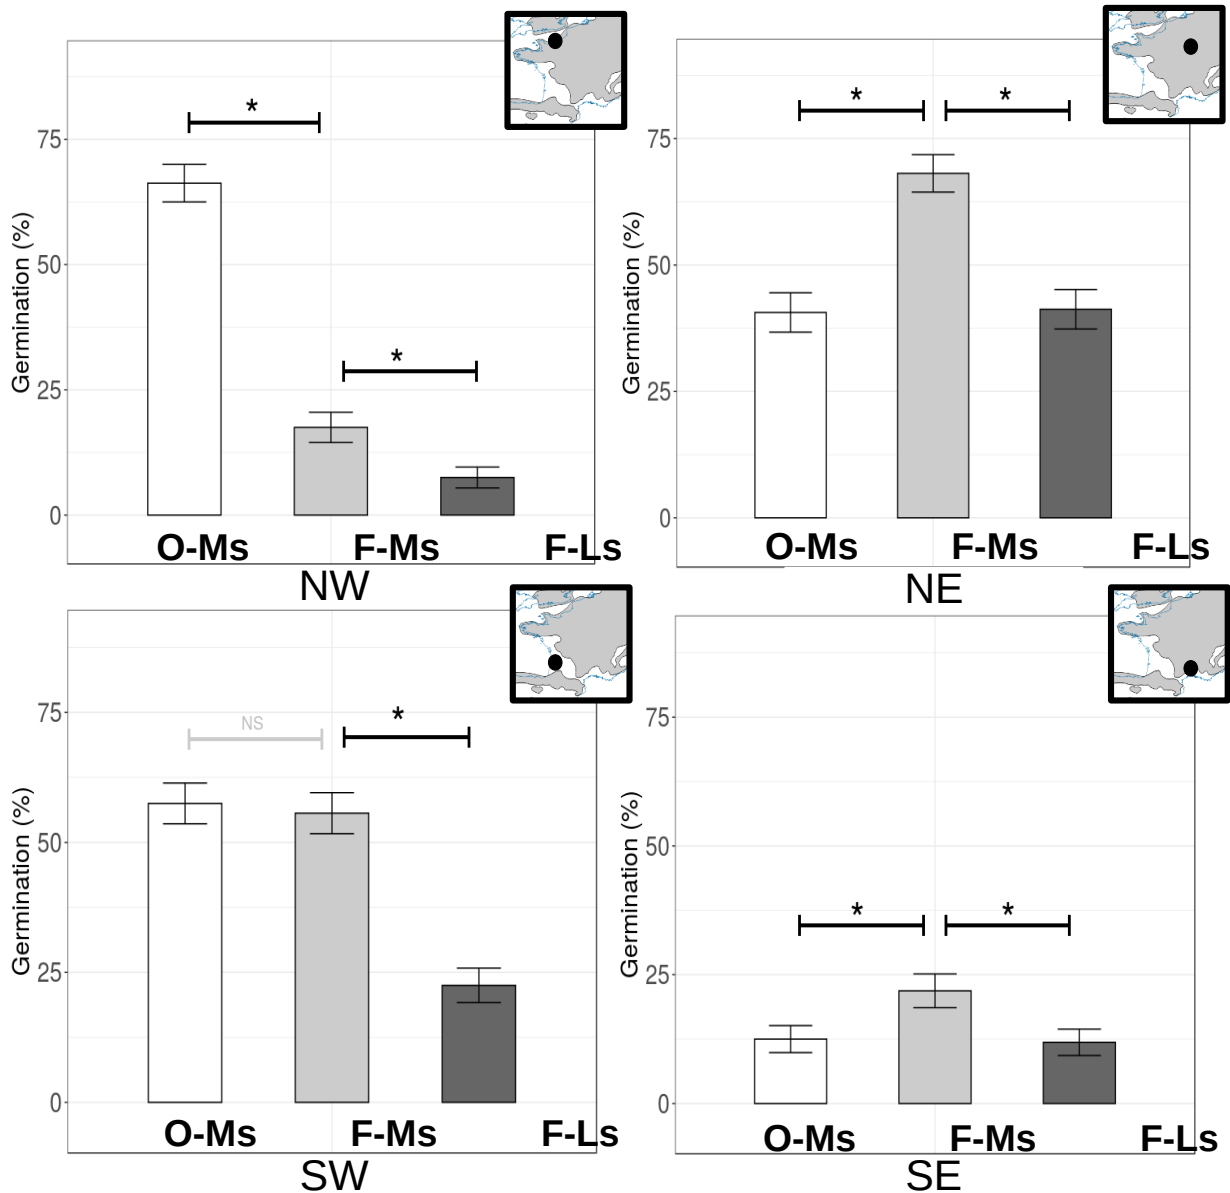 *
75
*
50
25
0
Germination (%)
O-Ms F-Ms F-Ls
NW
* *
75
50
25
0
Germination (%)
O-Ms F-Ms F-Ls
NE
75
NS *
50
25
0
Germination (%)
O-Ms F-Ms F-Ls
SW
75
50
* *
25
0
Germination (%)
O-Ms F-Ms F-Ls
SE